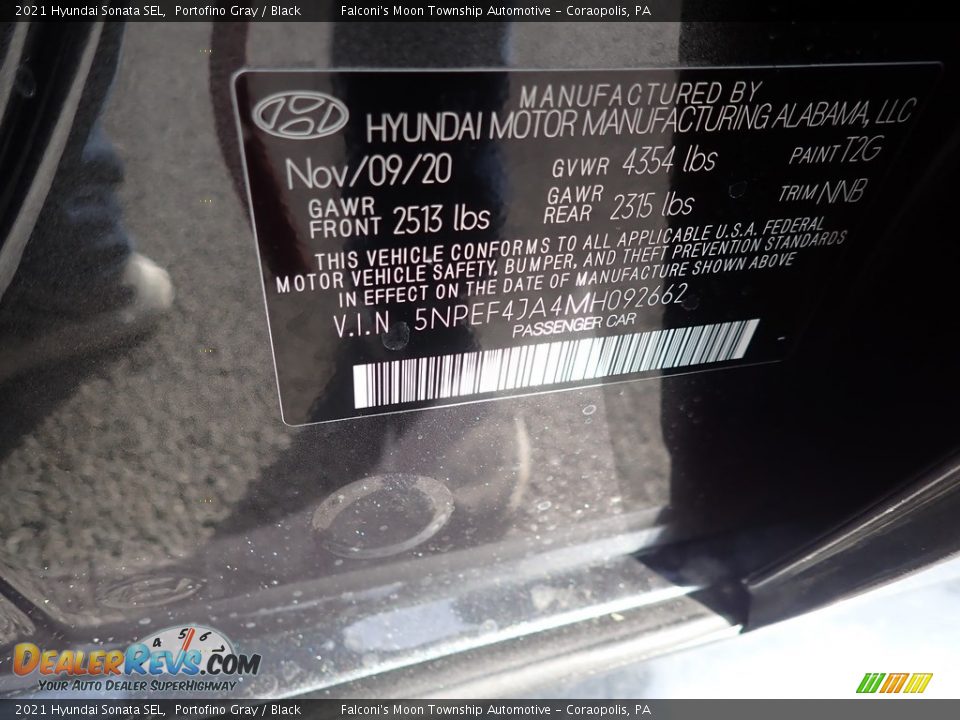 2021 Hyundai Sonata SEL, Portofino Gray / Black Falconi's Moon Township Automotive - Coraopolis, PA
MANUFACTURED BY
HYUNDAI MOTOR MANUFACTURING ALABAMA, LLC
Nov/09/20 GVWR 4354 lbs PAINT T2G
GAWR FRONT 2513 lbs GAWR REAR 2315 lbs TRIM NNB
THIS VEHICLE CONFORMS TO ALL APPLICABLE U.S.A. FEDERAL
MOTOR VEHICLE SAFETY, BUMPER, AND THEFT PREVENTION STANDARDS
IN EFFECT ON THE DATE OF MANUFACTURE SHOWN ABOVE
V.I.N 5NPEF4JA4MH092662
PASSENGER CAR
4 5 6 7
DEALERREVS.COM
YOUR AUTO DEALER SUPERHIGHWAY
2021 Hyundai Sonata SEL, Portofino Gray / Black Falconi's Moon Township Automotive - Coraopolis, PA